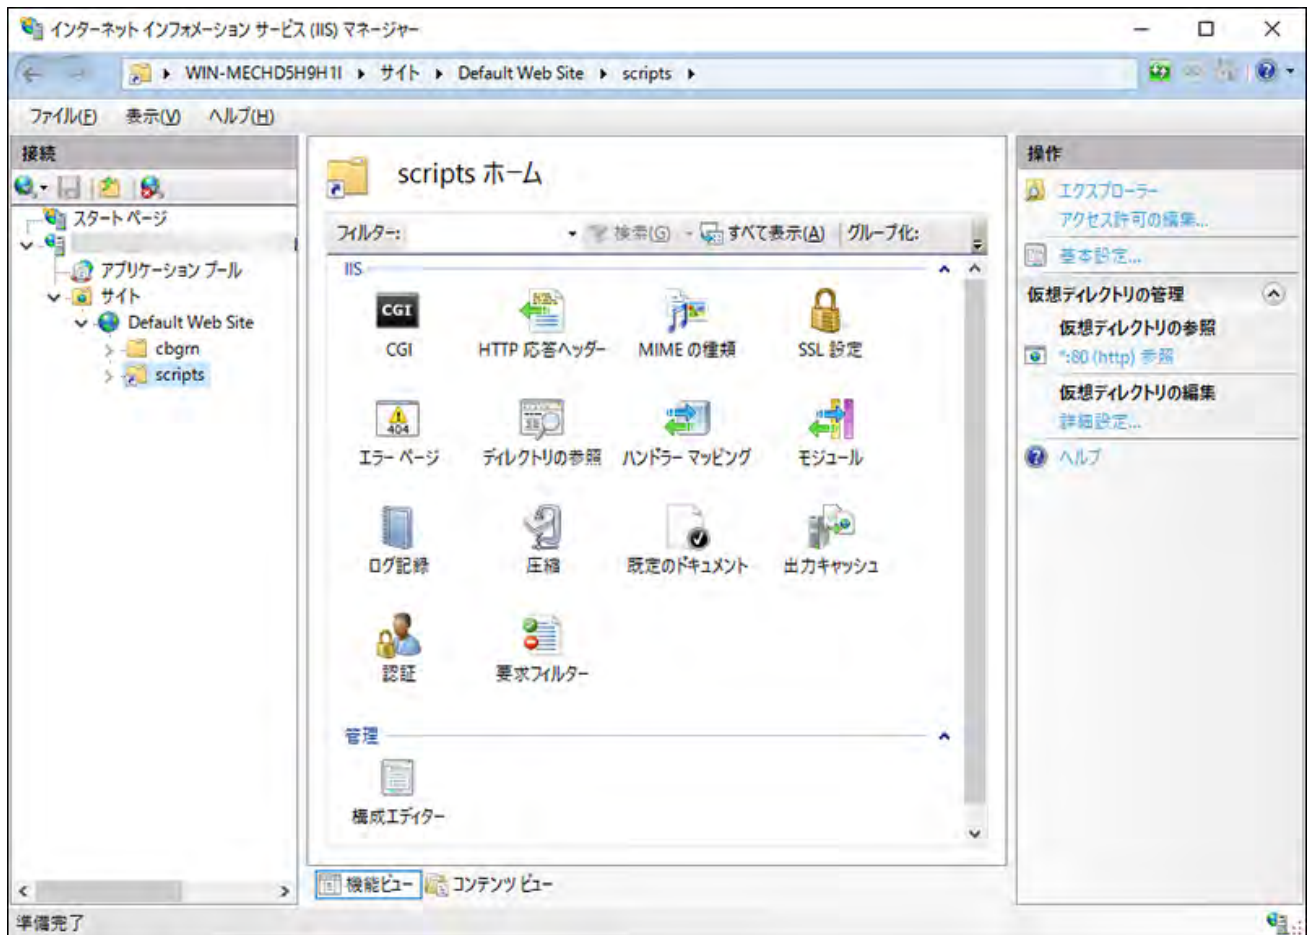 インターネット インフォメーション サービス (IIS) マネージャー
WIN-MECHD5H9H1I サイト Default Web Site scripts
ファイル(F) 表示(V) ヘルプ(H)
接続
スタート ページ
アプリケーション プール
サイト
Default Web Site
cbgrn
scripts
scripts ホーム
フィルター: 検索(G) すべて表示(A) グループ化:
IIS
CGI
CGI HTTP 応答ヘッダー MIME の種類 SSL 設定
404
エラー ページ ディレクトリの参照 ハンドラー マッピング モジュール
ログ記録 圧縮 既定のドキュメント 出力キャッシュ
認証 要求フィルター
管理
構成エディター
機能ビュー コンテンツ ビュー
操作
エクスプローラー
アクセス許可の編集...
基本設定...
仮想ディレクトリの管理
仮想ディレクトリの参照
*:80 (http) 参照
仮想ディレクトリの編集
詳細設定...
ヘルプ
準備完了